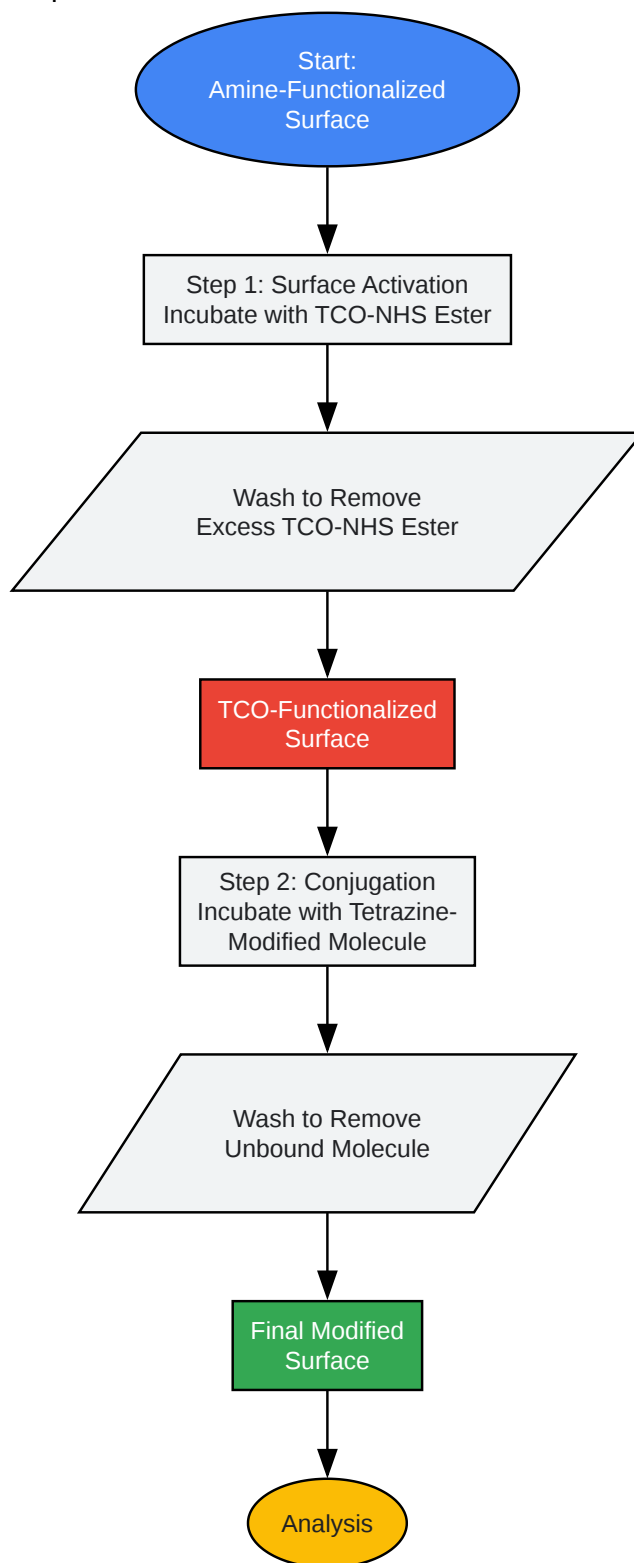 Start:
Amine-Functionalized
Surface
Step 1: Surface Activation
Incubate with TCO-NHS Ester
Wash to Remove
Excess TCO-NHS Ester
TCO-Functionalized
Surface
Step 2: Conjugation
Incubate with Tetrazine-
Modified Molecule
Wash to Remove
Unbound Molecule
Final Modified
Surface
Analysis